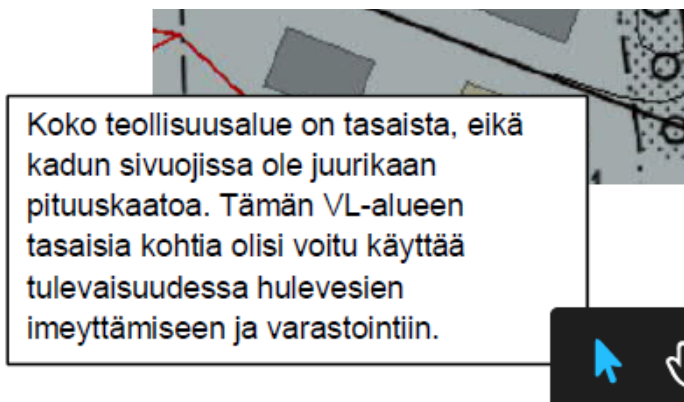 Koko teollisuusalue on tasaista, eikä
kadun sivuojissa ole juurikaan
pituuskaatoa. Tämän VL-alueen
tasaisia kohtia olisi voitu käyttää
tulevaisuudessa hulevesien
imeyttämiseen ja varastointiin.